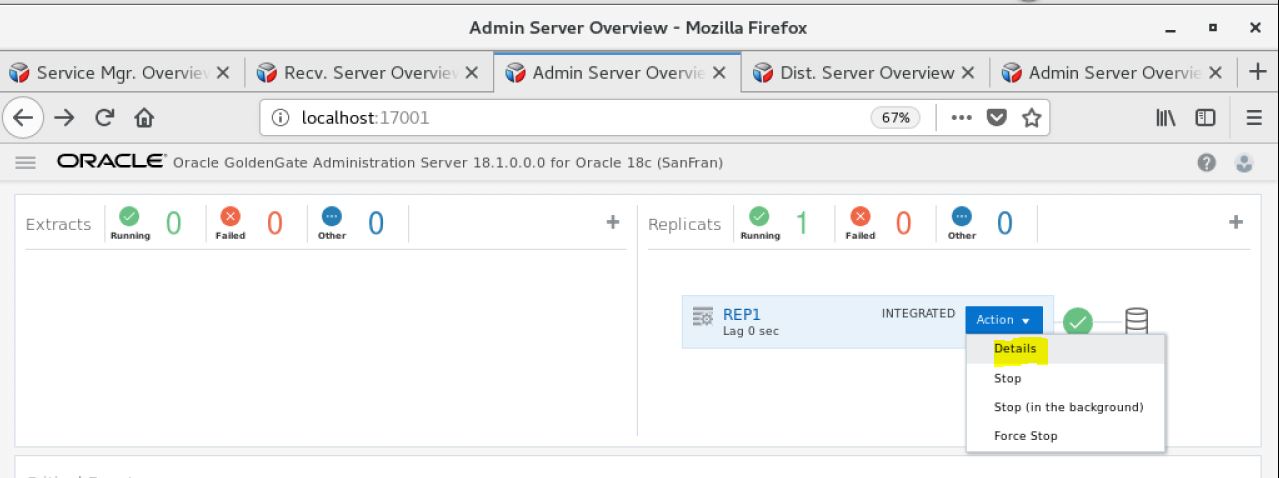 Admin Server Overview - Mozilla Firefox
Service Mgr. Overview Recv. Server Overview Admin Server Overvie Dist. Server Overview Admin Server Overvie
localhost:17001 67%
ORACLE Oracle GoldenGate Administration Server 18.1.0.0.0 for Oracle 18c (SanFran)
Extracts Running 0 Failed 0 Other 0 + Replicats Running 1 Failed 0 Other 0 +
REP1 INTEGRATED Action
Lag 0 sec
Details
Stop
Stop (in the background)
Force Stop